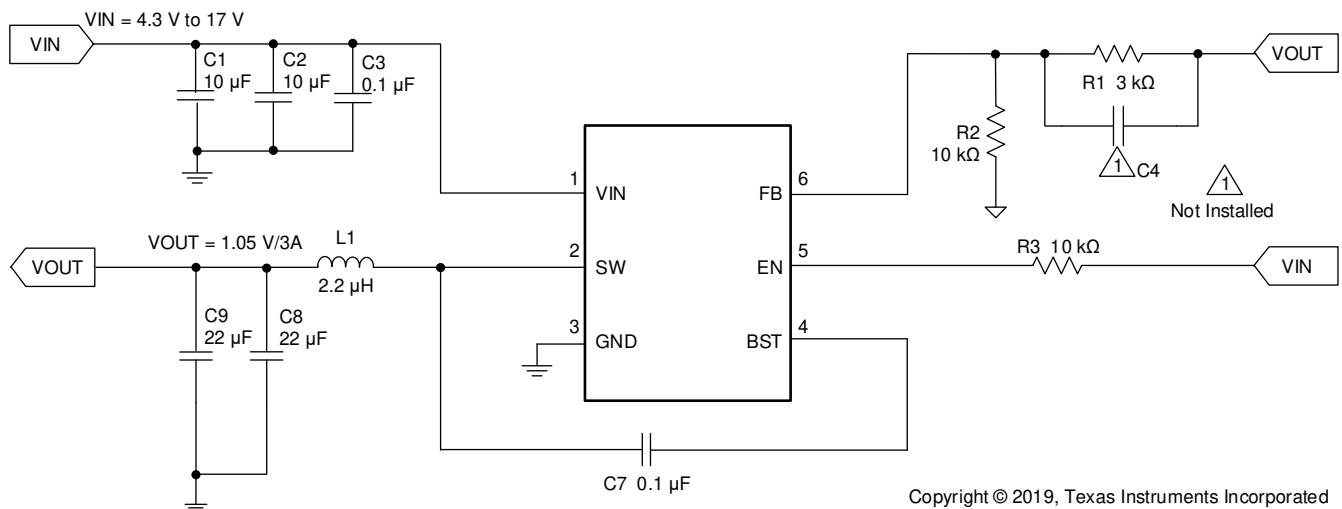 VIN = 4.3 V to 17 V
VIN
C1
10 µF
C2
10 µF
C3
0.1 µF
VOUT
R1 3 kΩ
R2
10 kΩ
1
C4
1
Not Installed
1
VIN
FB
6
VOUT = 1.05 V/3A
L1
VOUT
2.2 µH
2
SW
EN
5
R3 10 kΩ
VIN
C9
22 µF
C8
22 µF
3
GND
BST
4
C7 0.1 µF
Copyright © 2019, Texas Instruments Incorporated